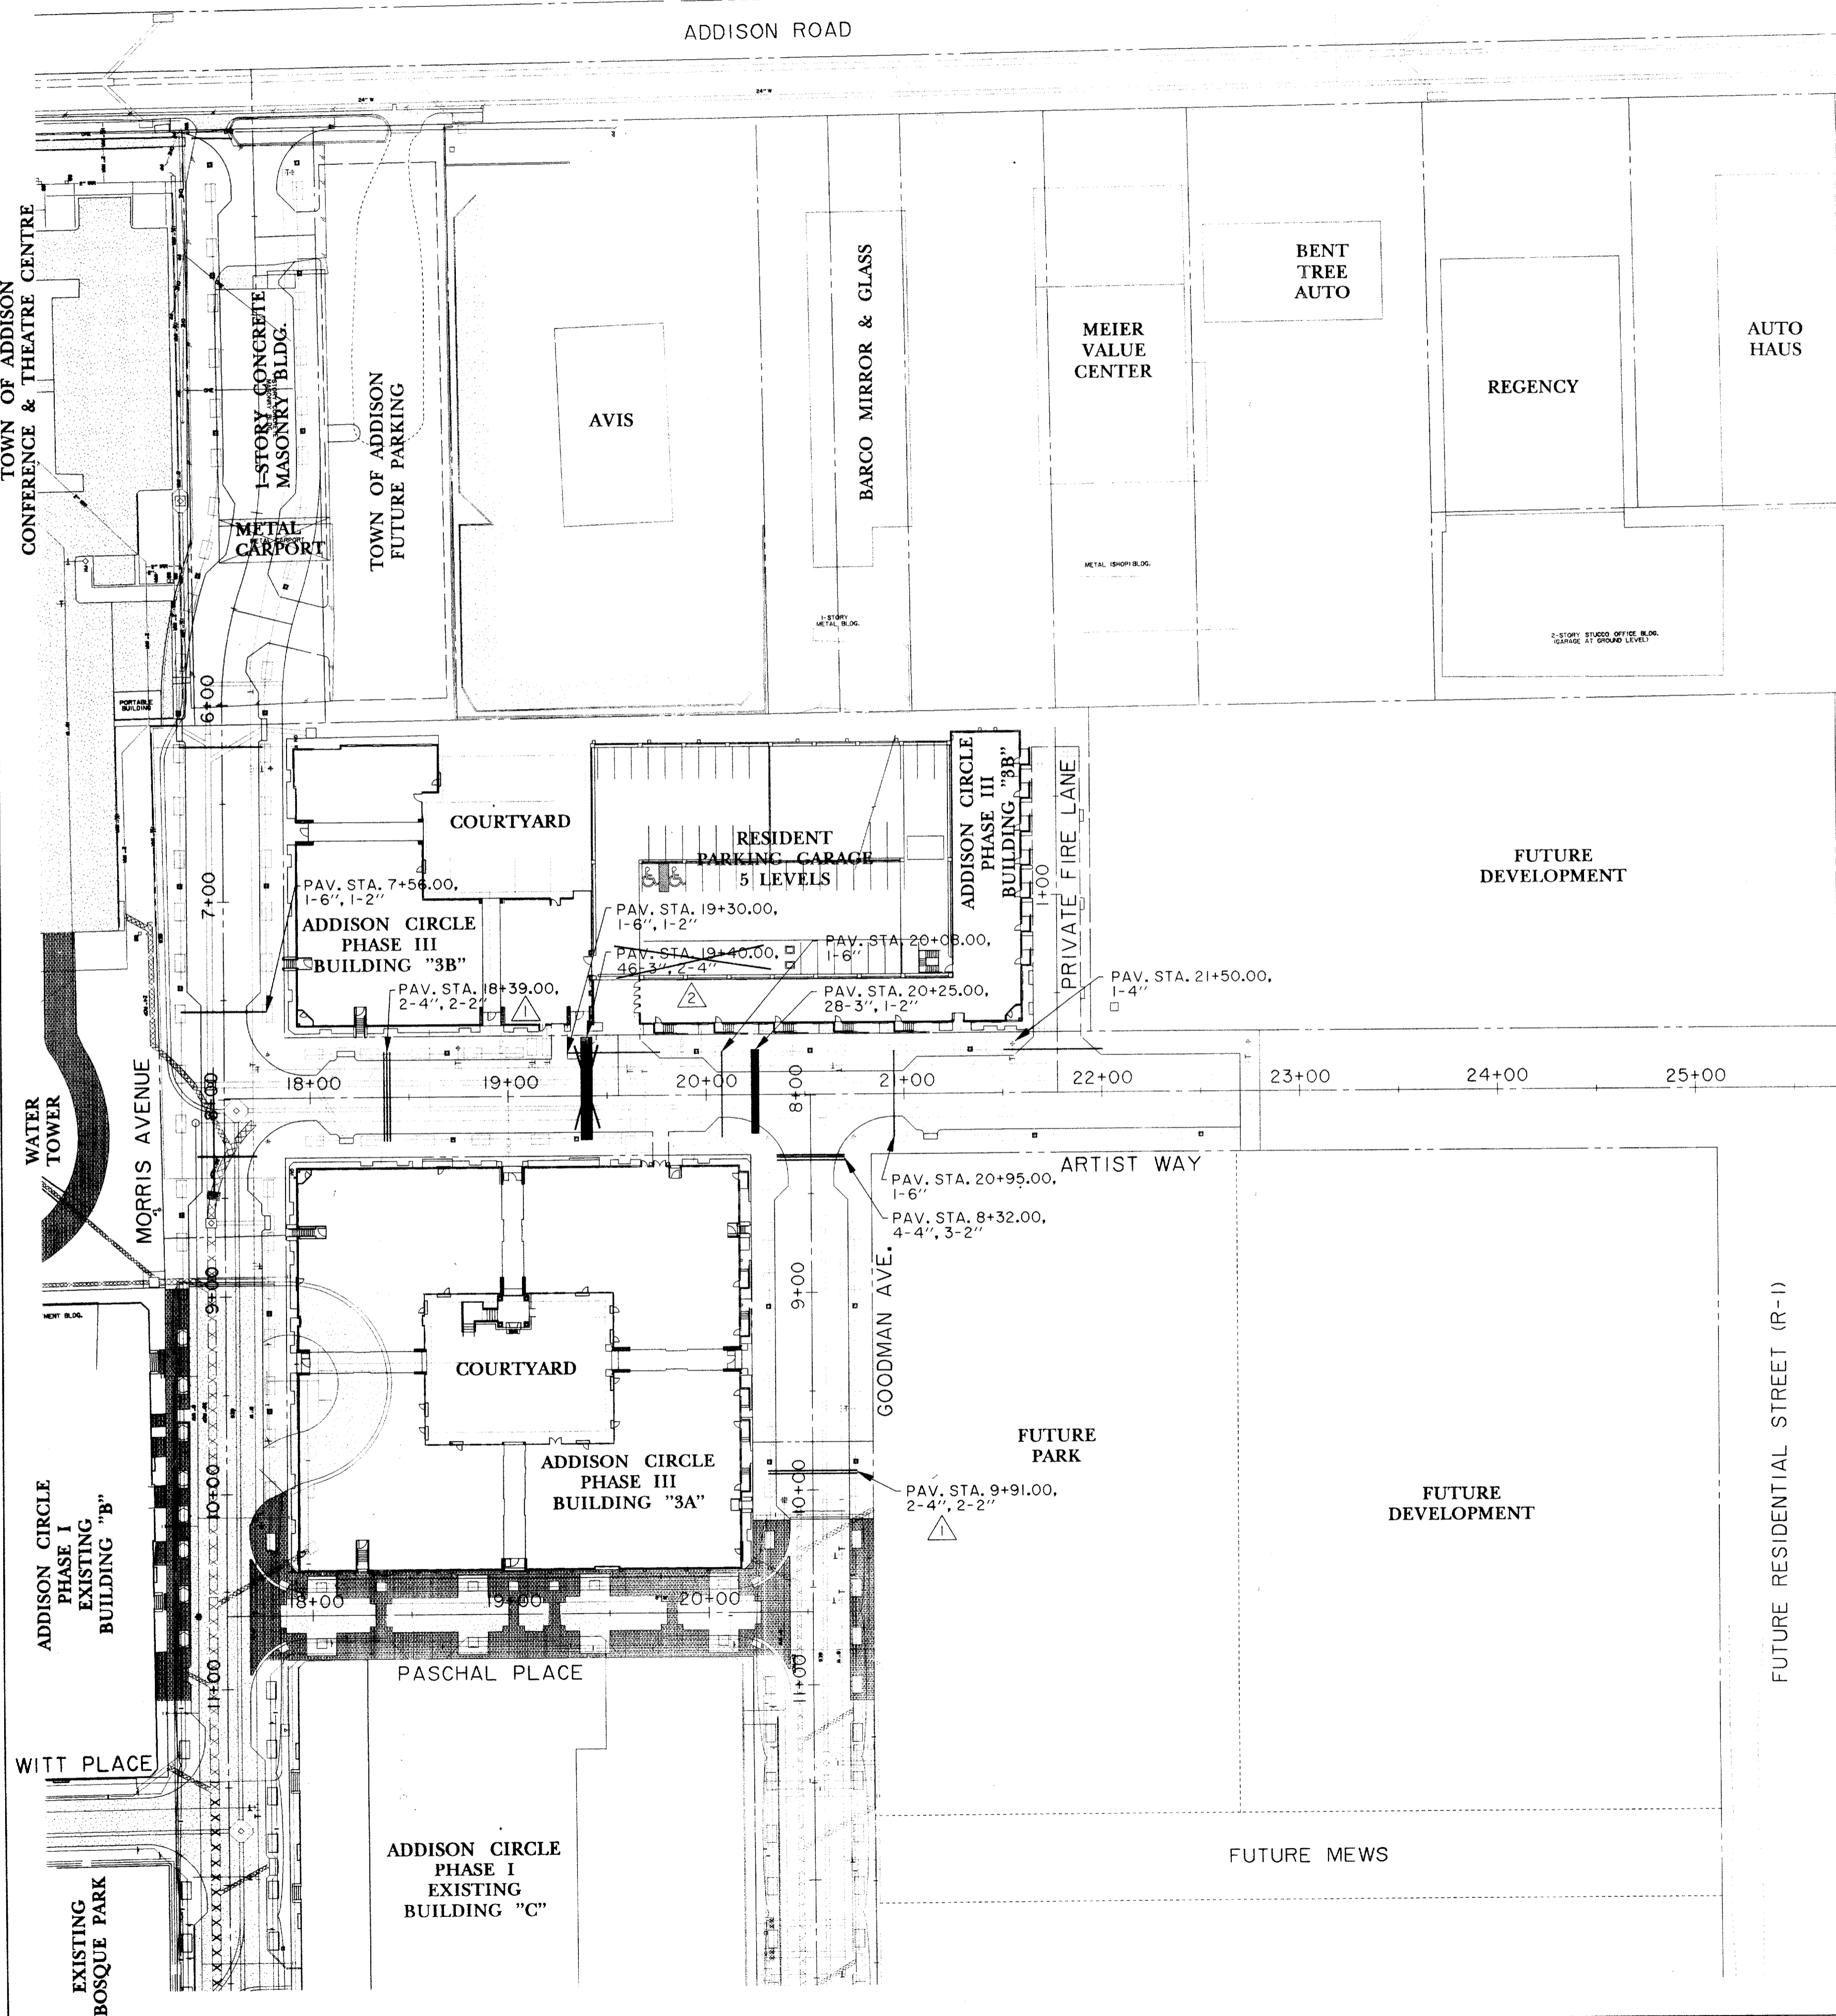 ADDISON ROAD
24" W
24" W
TOWN OF ADDISON
CONFERENCE & THEATRE CENTRE
1-STORY CONCRETE
MASONRY BLDG.
METAL
CARPORT
TOWN OF ADDISON
FUTURE PARKING
AVIS
BARCO MIRROR & GLASS
1-STORY
METAL BLDG.
MEIER
VALUE
CENTER
METAL (SHOP) BLDG.
BENT
TREE
AUTO
REGENCY
2-STORY STUCCO OFFICE BLDG.
(GARAGE AT GROUND LEVEL)
AUTO
HAUS
PORTABLE
BUILDING
6+00
7+00
8+00
9+00
10+00
11+00
COURTYARD
RESIDENT
PARKING GARAGE
5 LEVELS
ADDISON CIRCLE
PHASE III
BUILDING "3B"
1+00
PRIVATE FIRE LANE
FUTURE
DEVELOPMENT
PAV. STA. 7+56.00,
1-6", 1-2"
ADDISON CIRCLE
PHASE III
BUILDING "3B"
PAV. STA. 18+39.00,
2-4", 2-2"
1
PAV. STA. 19+30.00,
1-6", 1-2"
PAV. STA. 19+40.00,
46-3", 2-4"
2
PAV. STA. 20+08.00,
1-6"
PAV. STA. 20+25.00,
28-3", 1-2"
PAV. STA. 21+50.00,
1-4"
18+00
19+00
20+00
21+00
22+00
23+00
24+00
25+00
WATER
TOWER
MORRIS AVENUE
8+00
9+00
10+00
11+00
ARTIST WAY
PAV. STA. 20+95.00,
1-6"
PAV. STA. 8+32.00,
4-4", 3-2"
GOODMAN AVE.
COURTYARD
ADDISON CIRCLE
PHASE III
BUILDING "3A"
PAV. STA. 9+91.00,
2-4", 2-2"
1
FUTURE
PARK
FUTURE
DEVELOPMENT
FUTURE RESIDENTIAL STREET (R-1)
MENT BLDG.
ADDISON CIRCLE
PHASE I
EXISTING
BUILDING "B"
18+00
19+00
20+00
PASCHAL PLACE
WITT PLACE
ADDISON CIRCLE
PHASE I
EXISTING
BUILDING "C"
FUTURE MEWS
EXISTING
BOSQUE PARK